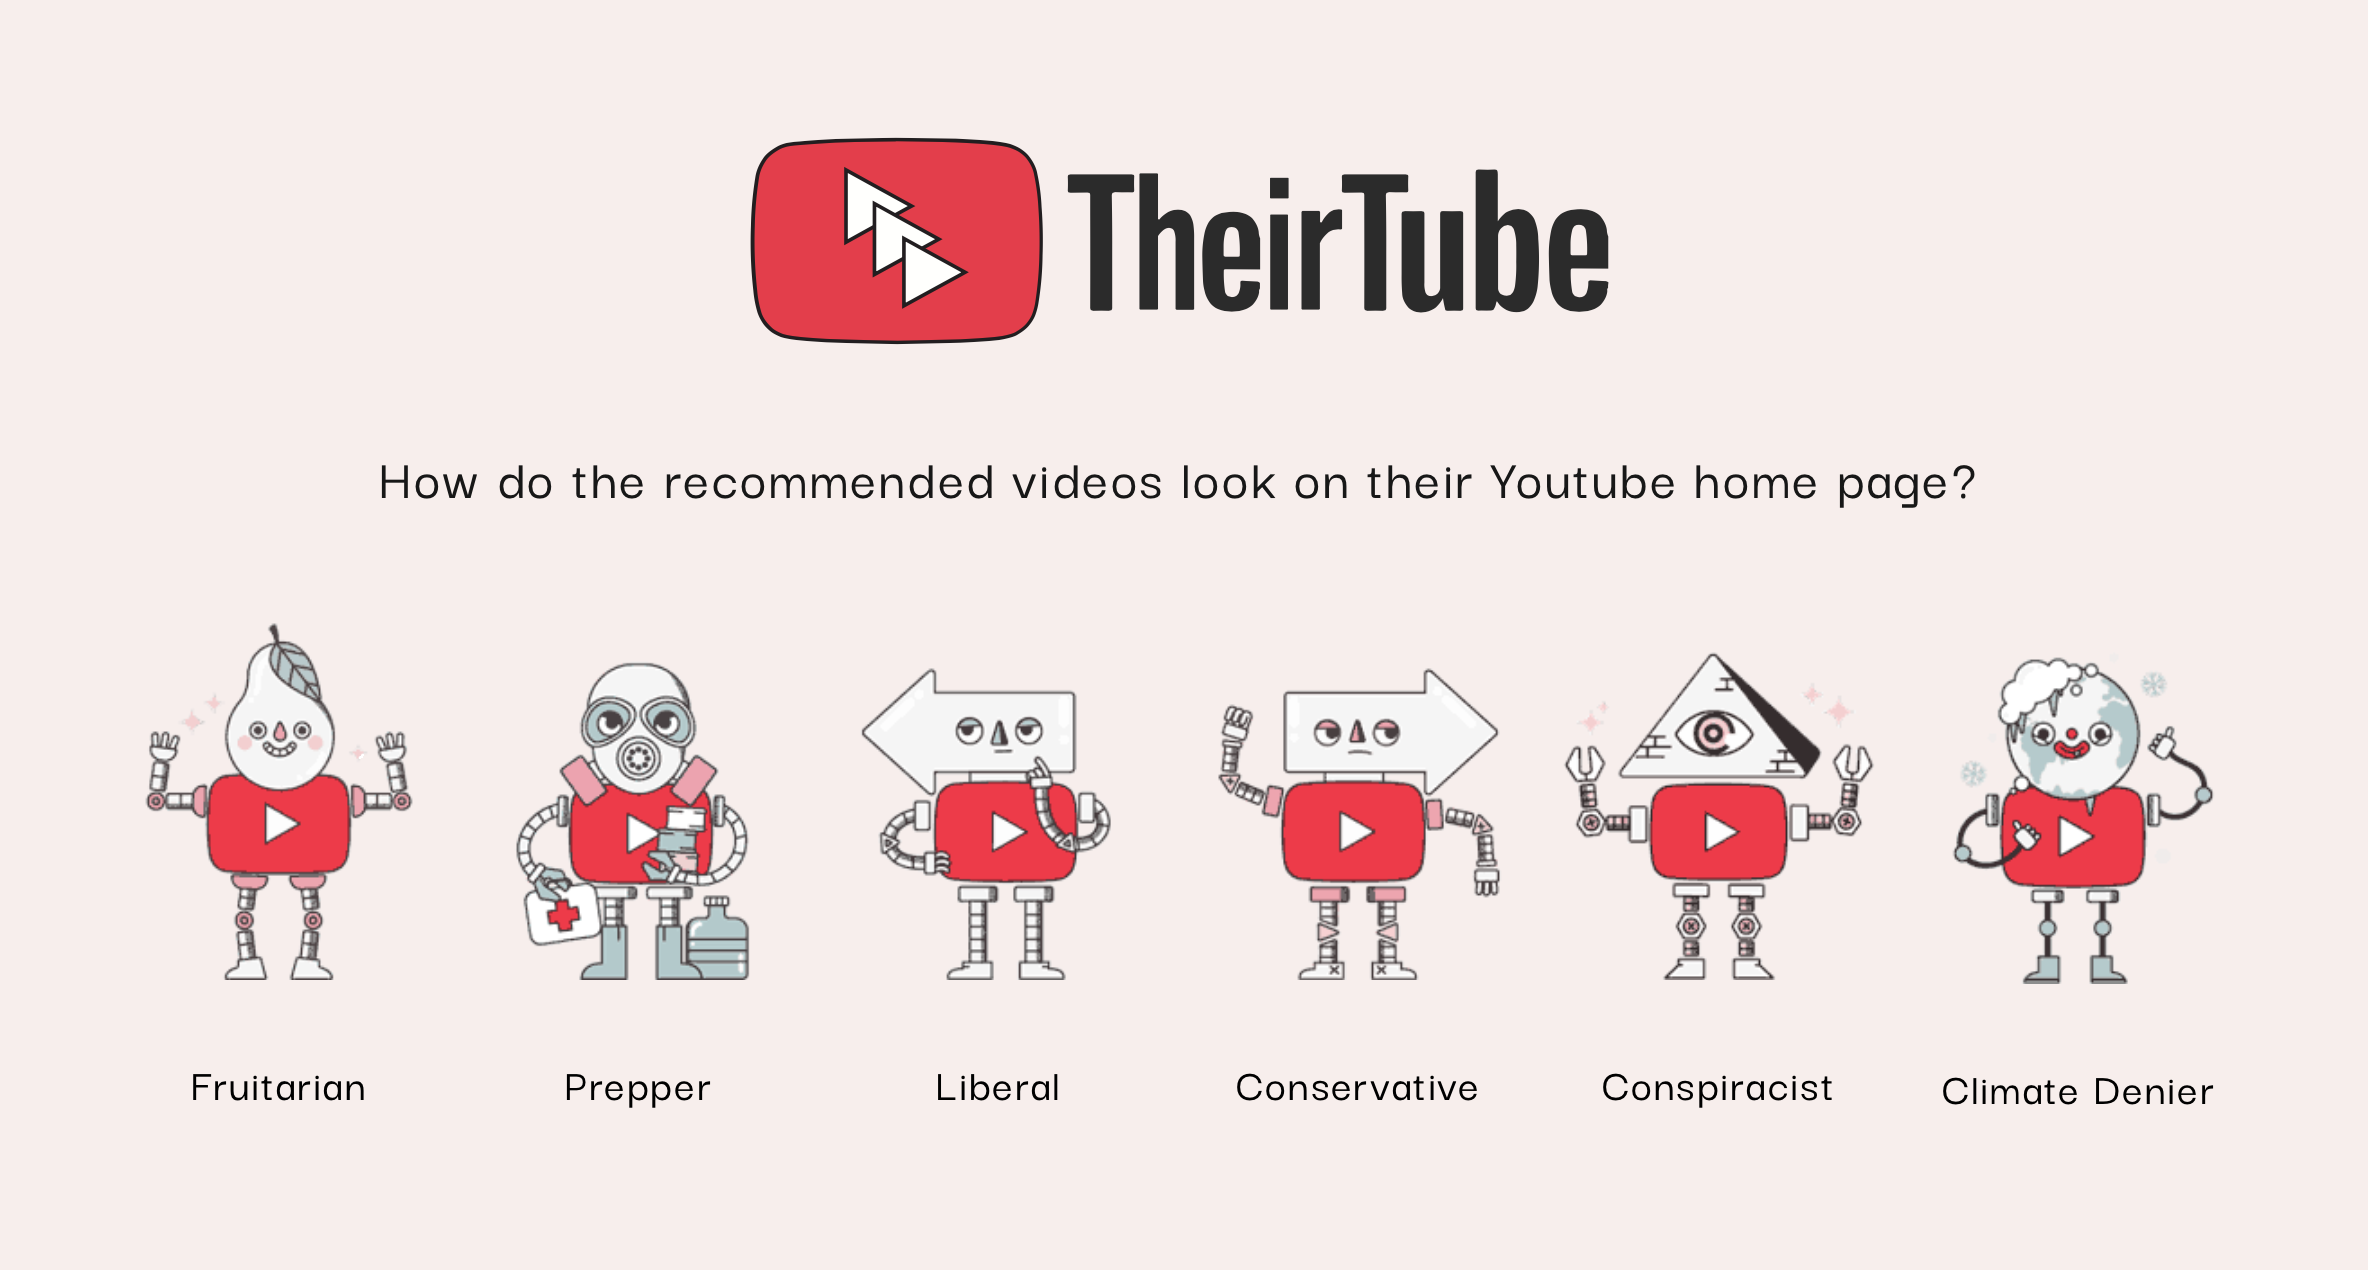 TheirTube
How do the recommended videos look on their Youtube home page?
Fruitarian
Prepper
Liberal
Conservative
Conspiracist
Climate Denier